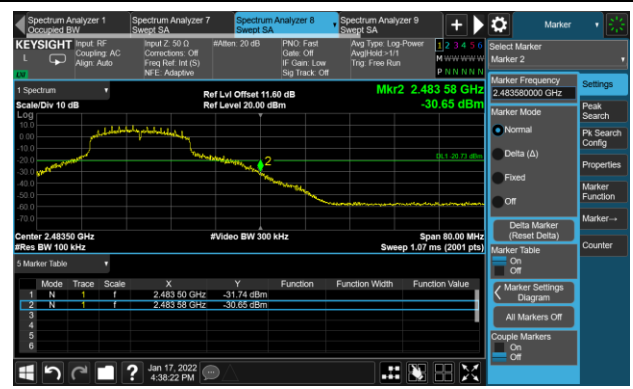 Spectrum Analyzer 1
Occupied BW
Spectrum Analyzer 7
Swept SA
Spectrum Analyzer 8
Swept SA
Spectrum Analyzer 9
Swept SA
Marker
KEYSIGHT
L
Input: RF
Coupling: AC
Align: Auto
Input Z: 50 Ω
Corrections: Off
Freq Ref: Int (S)
NFE: Adaptive
#Atten: 20 dB
PNO: Fast
Gate: Off
IF Gain: Low
Sig Track: Off
Avg Type: Log-Power
Avg|Hold:>1/1
Trig: Free Run
1 2 3 4 5 6
M W W W W W
P N N N N N
Select Marker
Marker 2
1 Spectrum
Ref Lvl Offset 11.60 dB
Mkr2 2.483 58 GHz
Scale/Div 10 dB
Ref Level 20.00 dBm
-30.65 dBm
Log
10.0
0.00
-10.0
-20.0
-30.0
-40.0
-50.0
-60.0
-70.0
2
DL1 -20.73 dBm
Center 2.48350 GHz
#Video BW 300 kHz
Span 80.00 MHz
#Res BW 100 kHz
Sweep 1.07 ms (2001 pts)
5 Marker Table
Mode Trace Scale X Y Function Function Width Function Value
1 N 1 f 2.483 50 GHz -31.74 dBm
2 N 1 f 2.483 58 GHz -30.65 dBm
3
4
5
6
Marker Frequency
2.483580000 GHz
Marker Mode
Normal
Delta (Δ)
Fixed
Off
Delta Marker
(Reset Delta)
Marker Table
On
Off
Marker Settings
Diagram
All Markers Off
Couple Markers
On
Off
Settings
Peak
Search
Pk Search
Config
Properties
Marker
Function
Marker→
Counter
Jan 17, 2022
4:38:22 PM